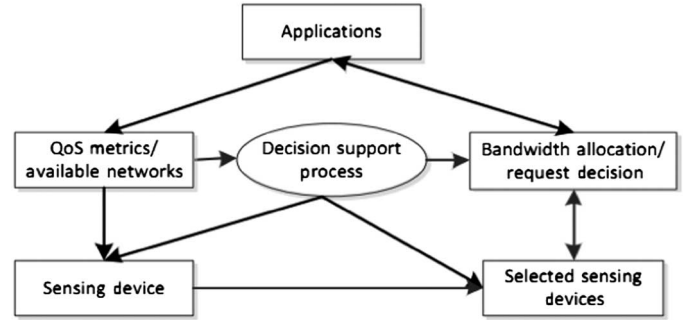 Applications
QoS metrics/
available networks
Decision support
process
Bandwidth allocation/
request decision
Sensing device
Selected sensing
devices